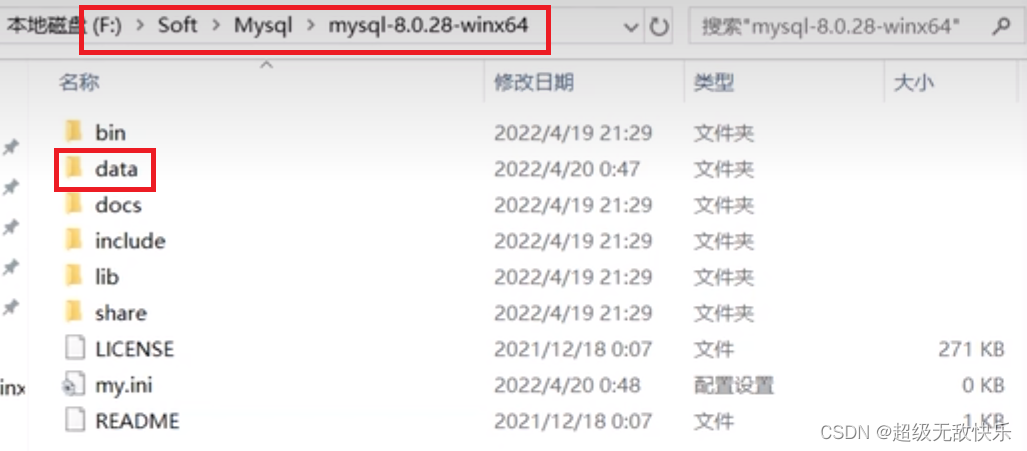 本地磁盘 (F:) > Soft > Mysql > mysql-8.0.28-winx64 搜索"mysql-8.0.28-winx64"
名称 修改日期 类型 大小
bin 2022/4/19 21:29 文件夹
data 2022/4/20 0:47 文件夹
docs 2022/4/19 21:29 文件夹
include 2022/4/19 21:29 文件夹
lib 2022/4/19 21:29 文件夹
share 2022/4/19 21:29 文件夹
LICENSE 2021/12/18 0:07 文件 271 KB
inx my.ini 2022/4/20 0:48 配置设置 0 KB
README 2021/12/18 0:07 文件 1 KB
CSDN @超级无敌快乐